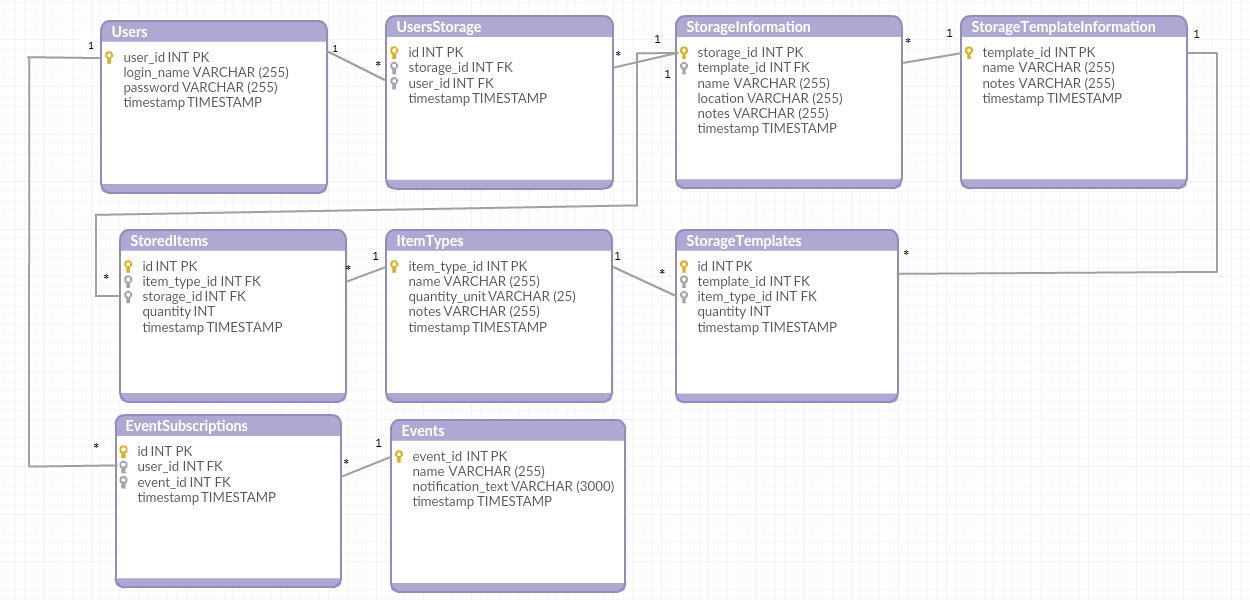 Users
user_id INT PK
login_name VARCHAR (255)
password VARCHAR (255)
timestamp TIMESTAMP
1
1
*
UsersStorage
id INT PK
storage_id INT FK
user_id INT FK
timestamp TIMESTAMP
*
1
1
StorageInformation
storage_id INT PK
template_id INT FK
name VARCHAR (255)
location VARCHAR (255)
notes VARCHAR (255)
timestamp TIMESTAMP
*
1
StorageTemplateInformation
template_id INT PK
name VARCHAR (255)
notes VARCHAR (255)
timestamp TIMESTAMP
1
*
StoredItems
id INT PK
item_type_id INT FK
storage_id INT FK
quantity INT
timestamp TIMESTAMP
*
1
ItemTypes
item_type_id INT PK
name VARCHAR (255)
quantity_unit VARCHAR (25)
notes VARCHAR (255)
timestamp TIMESTAMP
1
*
StorageTemplates
id INT PK
template_id INT FK
item_type_id INT FK
quantity INT
timestamp TIMESTAMP
*
*
EventSubscriptions
id INT PK
user_id INT FK
event_id INT FK
timestamp TIMESTAMP
*
1
Events
event_id INT PK
name VARCHAR (255)
notification_text VARCHAR (3000)
timestamp TIMESTAMP